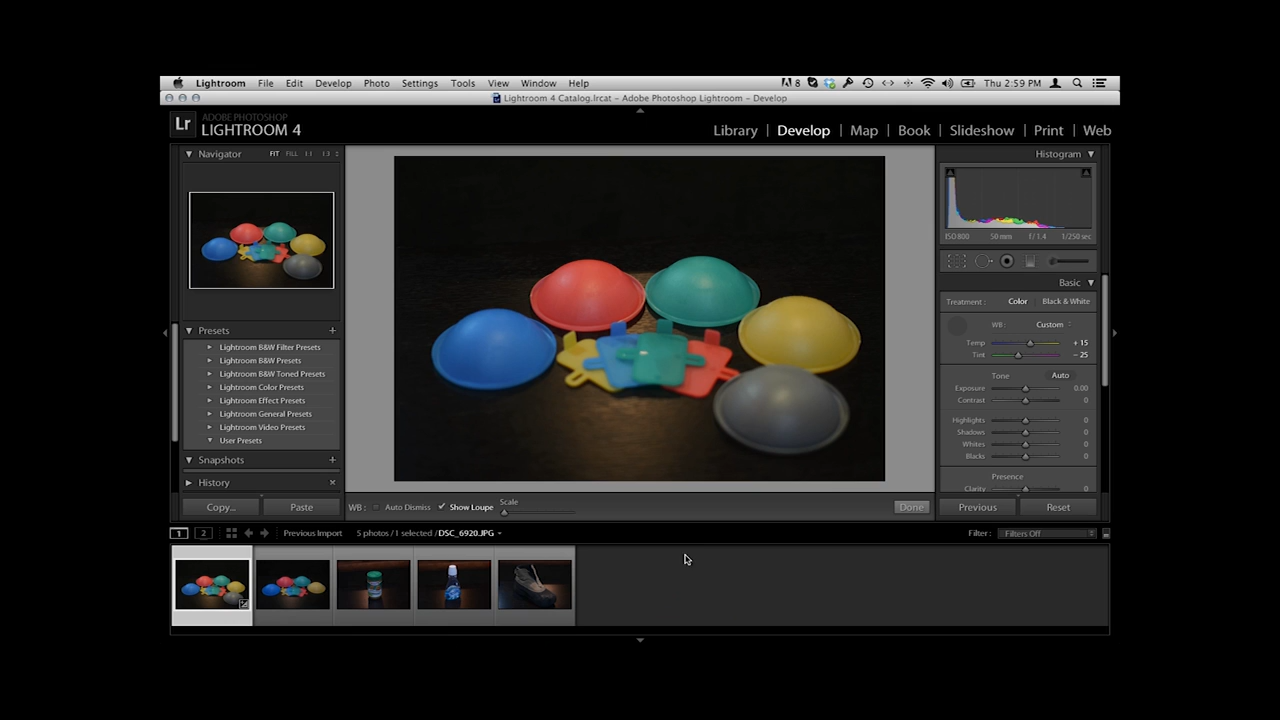 Lightroom File Edit Develop Photo Settings Tools View Window Help 8 Thu 2:59 PM
Lightroom 4 Catalog.lrcat – Adobe Photoshop Lightroom – Develop
Lr ADOBE PHOTOSHOP
LIGHTROOM 4
Library | Develop | Map | Book | Slideshow | Print | Web
Navigator FIT FILL 1:1 1:3
Histogram
ISO 800 50 mm f / 1.4 1/250 sec
Basic
Treatment : Color Black & White
WB : Custom
Temp + 15
Tint – 25
Tone Auto
Exposure 0.00
Contrast 0
Highlights 0
Shadows 0
Whites 0
Blacks 0
Presence
Clarity 0
Presets +
Lightroom B&W Filter Presets
Lightroom B&W Presets
Lightroom B&W Toned Presets
Lightroom Color Presets
Lightroom Effect Presets
Lightroom General Presets
Lightroom Video Presets
User Presets
Snapshots +
History ×
Copy... Paste
WB : Auto Dismiss Show Loupe Scale Done
Previous Reset
1 2 Previous Import 5 photos / 1 selected / DSC_6920.JPG Filter : Filters Off